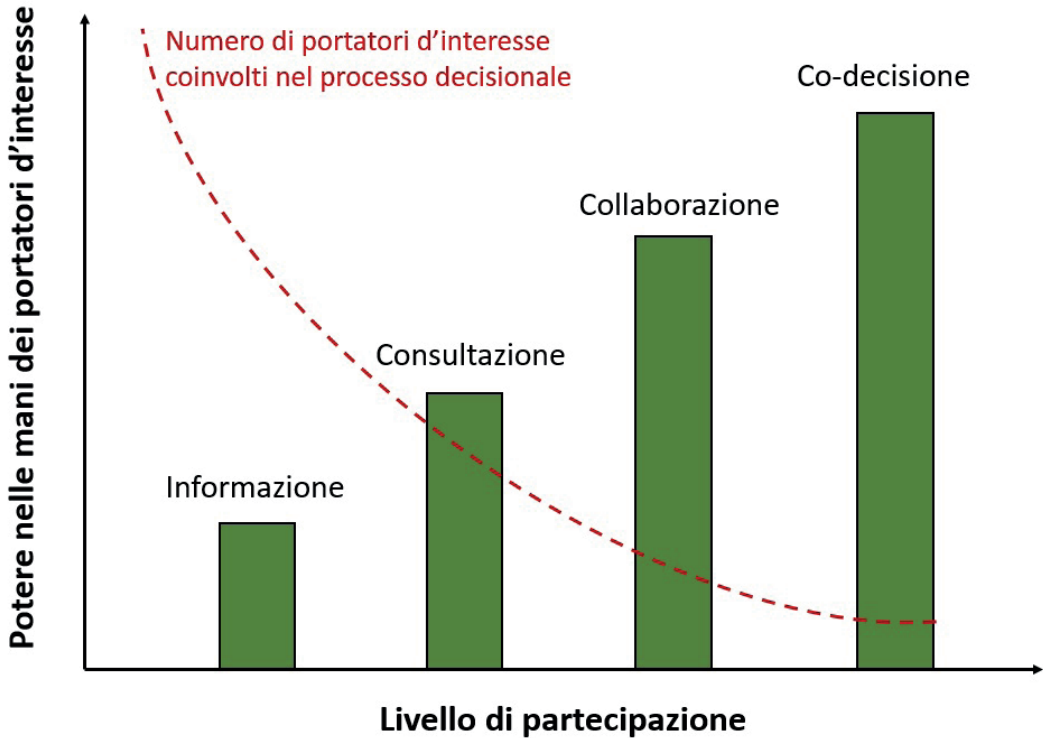 Numero di portatori d'interesse
coinvolti nel processo decisionale
Co-decisione
Collaborazione
Consultazione
Informazione
Potere nelle mani dei portatori d'interesse
Livello di partecipazione